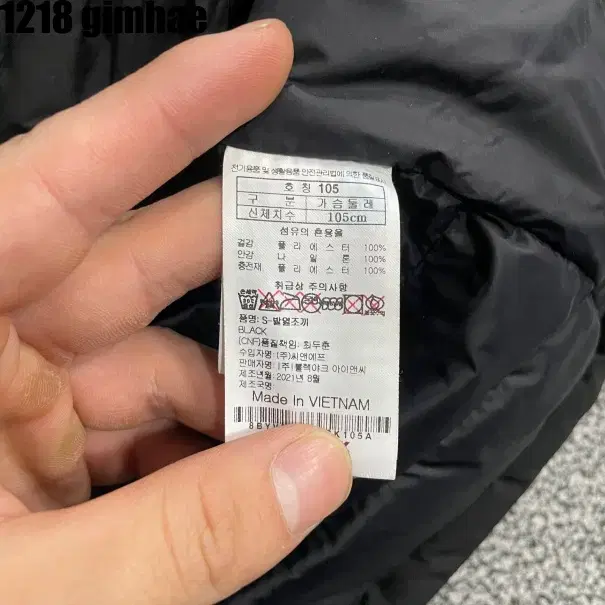 1218 gimhae
전기용품 및 생활용품 안전관리법에 의한 품질표시
호 칭 105
구 분 가슴둘레
신체치수 105cm
섬유의 혼용율
겉감 폴 리 에 스 터 100%
안감 나 일 론 100%
충전재 폴 리 에 스 터 100%
취급상 주의사항
품명: S-발열조끼
BLACK
(CNF)품질책임: 최두훈
수입자명: (주)씨앤에프
판매자명: (주)블랙야크 아이앤씨
제조년월: 2021년 8월
제조국명
Made In VIETNAM
K105A